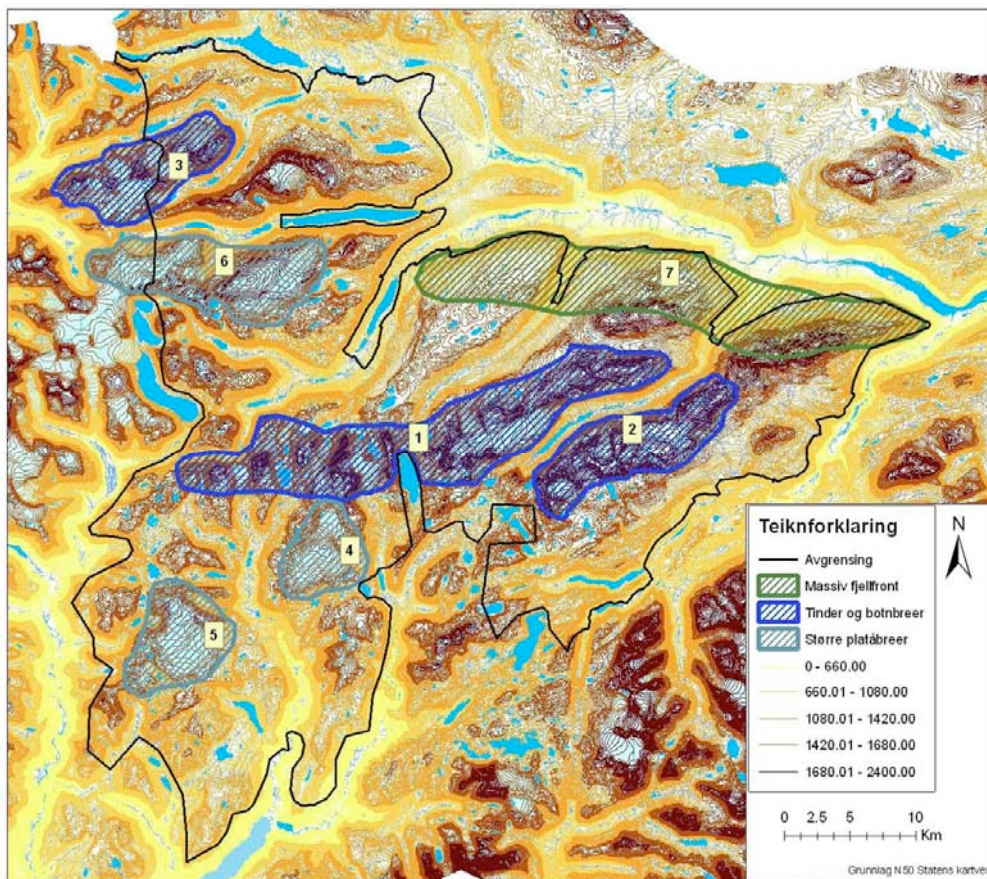 3
6
7
1
2
4
5
Teiknforklaring
Avgrensing
Massiv fjellfront
Tinder og botnbreer
Større platåbreer
0 - 660.00
660.01 - 1080.00
1080.01 - 1420.00
1420.01 - 1680.00
1680.01 - 2400.00
N
0 2.5 5 10
Km
Grunnlag N50 Statens kartver